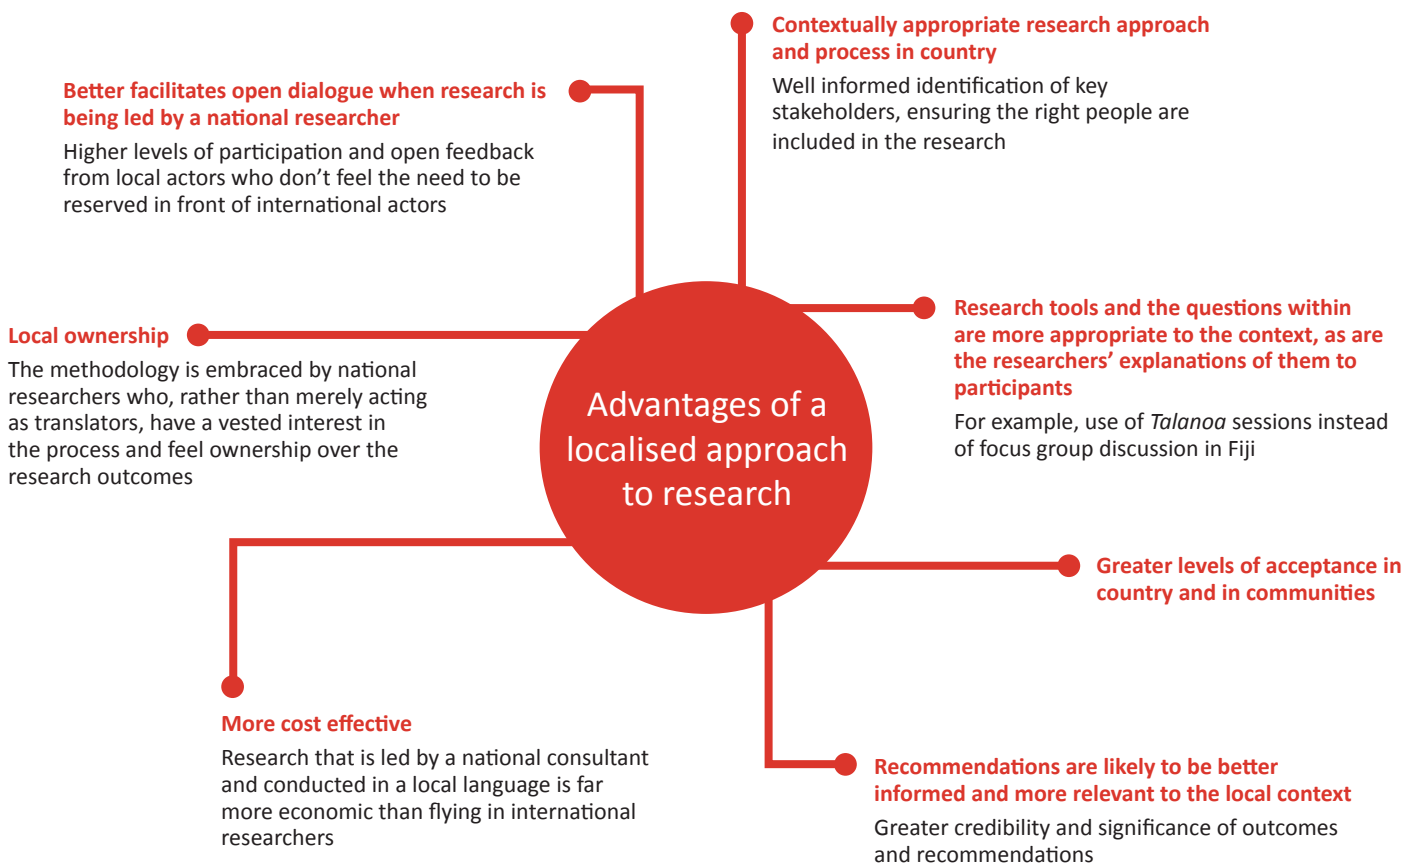 Contextually appropriate research approach
and process in country
Well informed identification of key
stakeholders, ensuring the right people are
included in the research
Better facilitates open dialogue when research is
being led by a national researcher
Higher levels of participation and open feedback
from local actors who don’t feel the need to be
reserved in front of international actors
Research tools and the questions within
are more appropriate to the context, as are
the researchers’ explanations of them to
participants
For example, use of Talanoa sessions instead
of focus group discussion in Fiji
Local ownership
The methodology is embraced by national
researchers who, rather than merely acting
as translators, have a vested interest in
the process and feel ownership over the
research outcomes
Advantages of a
localised approach
to research
Greater levels of acceptance in
country and in communities
More cost effective
Research that is led by a national consultant
and conducted in a local language is far
more economic than flying in international
researchers
Recommendations are likely to be better
informed and more relevant to the local context
Greater credibility and significance of outcomes
and recommendations